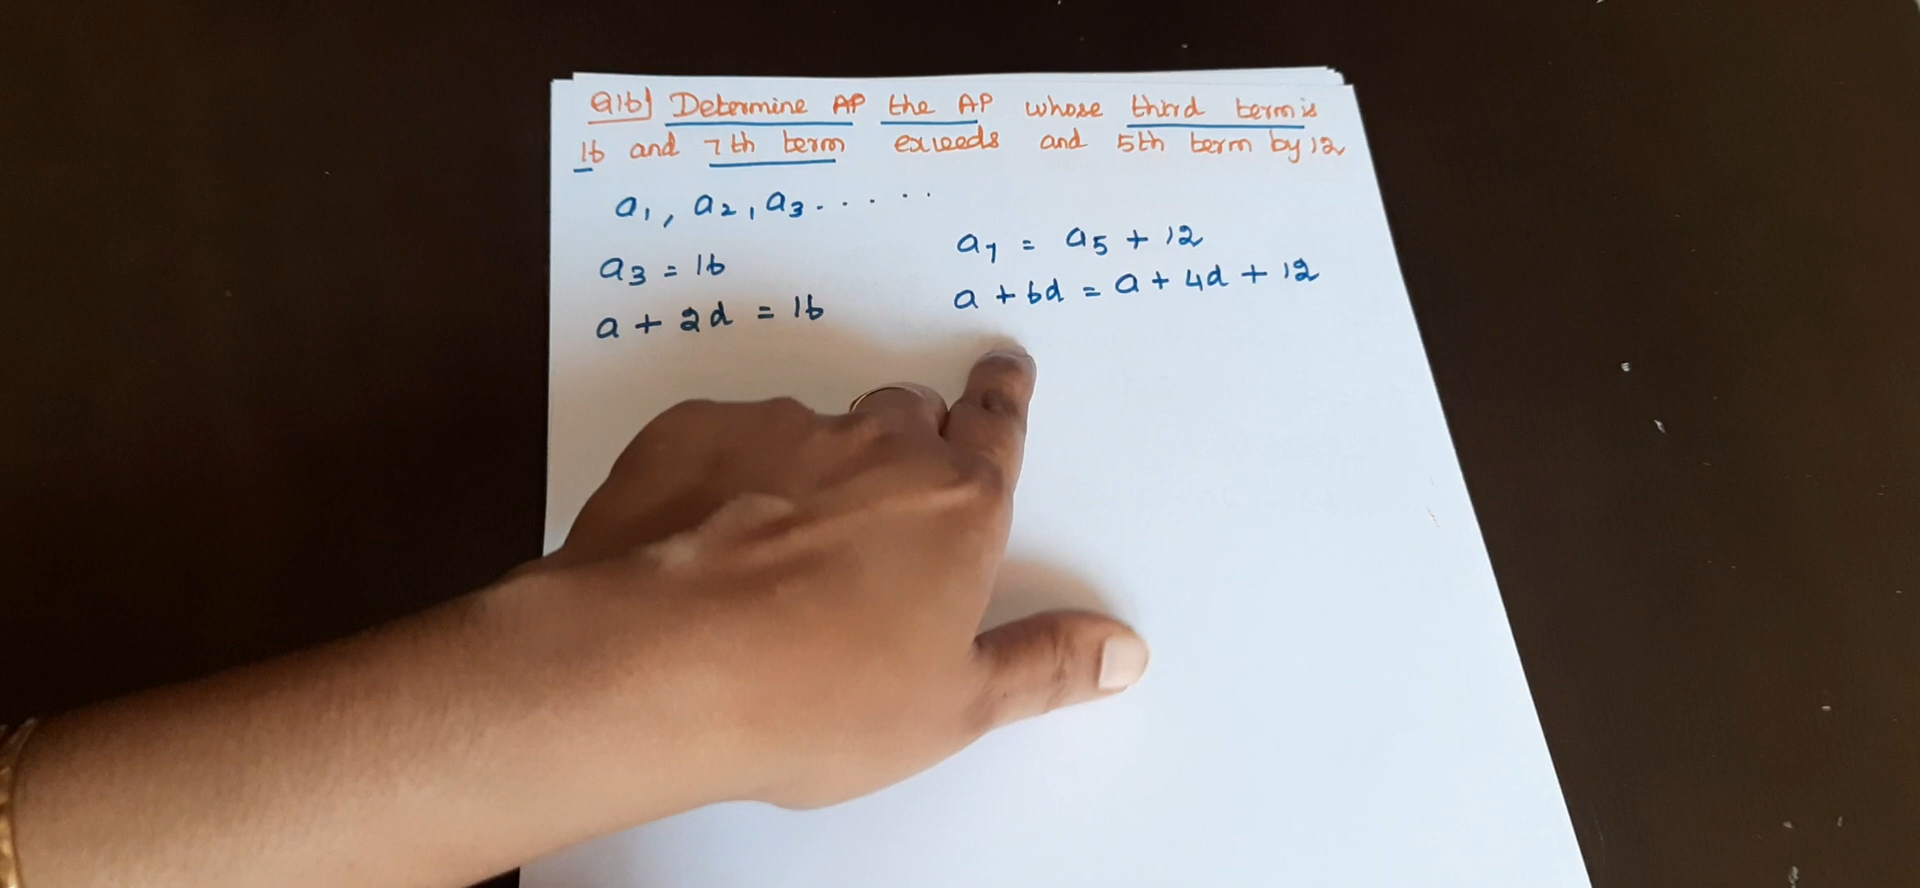 Q16) Determine AP the AP whose third term is
16 and 7th term exceeds and 5th term by 12
a₁, a₂, a₃ . . . . . .
a₃ = 16
a + 2d = 16
a₇ = a₅ + 12
a + 6d = a + 4d + 12